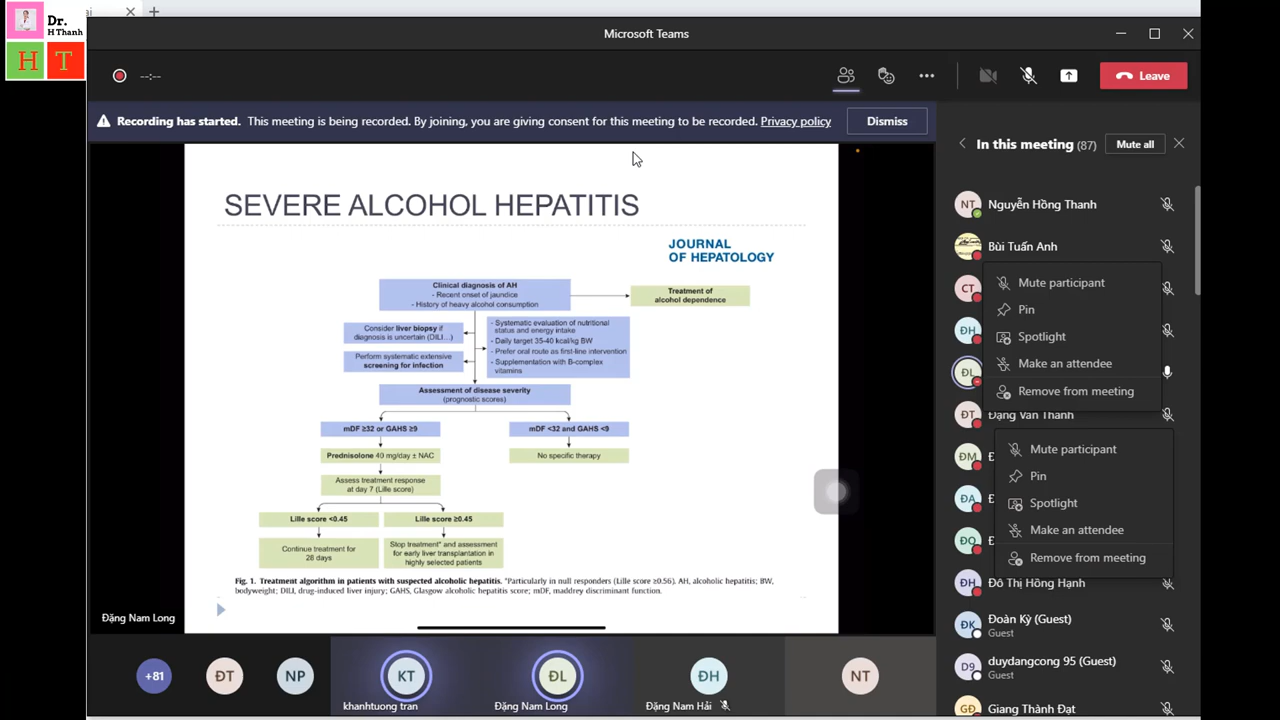 Dr.
H Thanh
H T
Microsoft Teams
--:--
Leave
Recording has started. This meeting is being recorded. By joining, you are giving consent for this meeting to be recorded. Privacy policy
Dismiss
SEVERE ALCOHOL HEPATITIS
JOURNAL
OF HEPATOLOGY
Clinical diagnosis of AH
- Recent onset of jaundice
- History of heavy alcohol consumption
Treatment of
alcohol dependence
Consider liver biopsy if
diagnosis is uncertain (DILI...)
Perform systematic extensive
screening for infection
- Systematic evaluation of nutritional
status and energy intake
- Daily target 35-40 kcal/kg BW
- Prefer oral route as first-line intervention
- Supplementation with B-complex
vitamins
Assessment of disease severity
(prognostic scores)
mDF ≥32 or GAHS ≥9
mDF <32 and GAHS <9
Prednisolone 40 mg/day ± NAC
No specific therapy
Assess treatment response
at day 7 (Lille score)
Lille score <0.45
Lille score ≥0.45
Continue treatment for
28 days
Stop treatment* and assessment
for early liver transplantation in
highly selected patients
Fig. 1. Treatment algorithm in patients with suspected alcoholic hepatitis. *Particularly in null responders (Lille score ≥0.56). AH, alcoholic hepatitis; BW,
bodyweight; DILI, drug-induced liver injury; GAHS, Glasgow alcoholic hepatitis score; mDF, maddrey discriminant function.
Đặng Nam Long
+81
ĐT
NP
KT
khanhtuong tran
ĐL
Đặng Nam Long
ĐH
Đặng Nam Hải
NT
In this meeting (87)
Mute all
NT
Nguyễn Hồng Thanh
Bùi Tuấn Anh
CT
ĐH
ĐL
Mute participant
Pin
Spotlight
Make an attendee
Remove from meeting
ĐT
Đặng Văn Thành
ĐM
ĐA
ĐQ
Mute participant
Pin
Spotlight
Make an attendee
Remove from meeting
ĐH
Đỗ Thị Hồng Hạnh
ĐK
Đoàn Kỳ (Guest)
Guest
D9
duydangcong 95 (Guest)
Guest
GĐ
Giang Thành Đạt